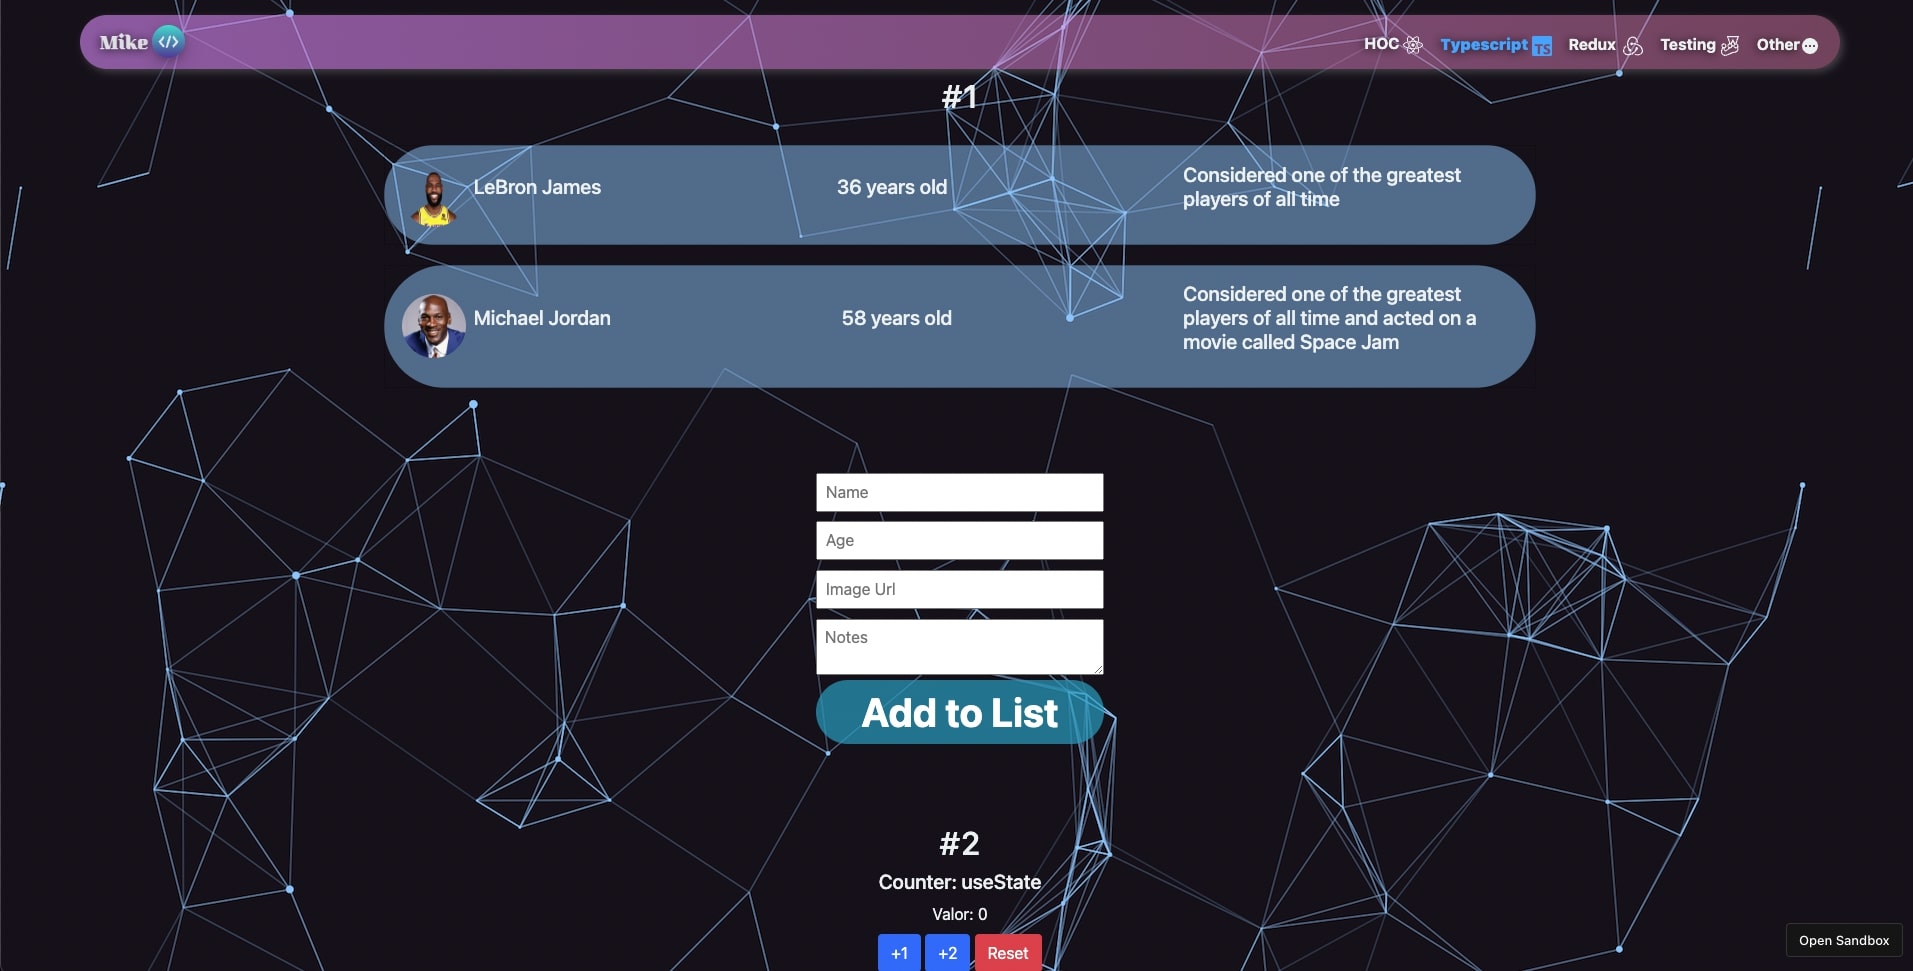 Mike </>
HOC Typescript TS Redux Testing Other
#1
LeBron James
36 years old
Considered one of the greatest
players of all time
Michael Jordan
58 years old
Considered one of the greatest
players of all time and acted on a
movie called Space Jam
Name
Age
Image Url
Notes
Add to List
#2
Counter: useState
Valor: 0
+1 +2 Reset
Open Sandbox